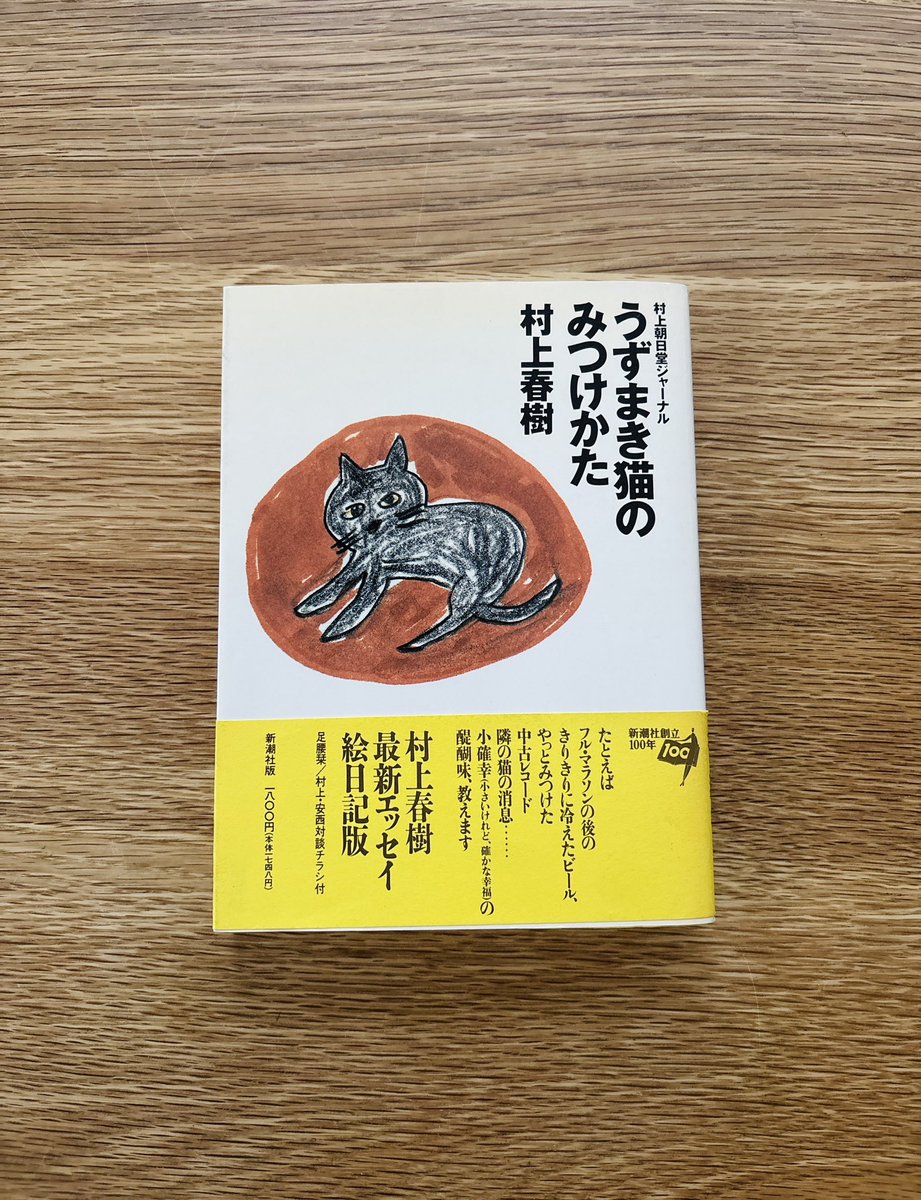 村上朝日堂ジャーナル
うずまき猫の
みつけかた
村上春樹
新潮社創立
100年
100
たとえば
フル・マラソンの後の
きりきりに冷えたビール、
やっとみつけた
中古レコード
隣の猫の消息……
小確幸(小さいけれど、確かな幸福)の
醍醐味、教えます
村上春樹
最新エッセイ
絵日記版
足腰栞/村上・安西対談チラシ付
新潮社版 一八〇〇円(本体一七四八円)